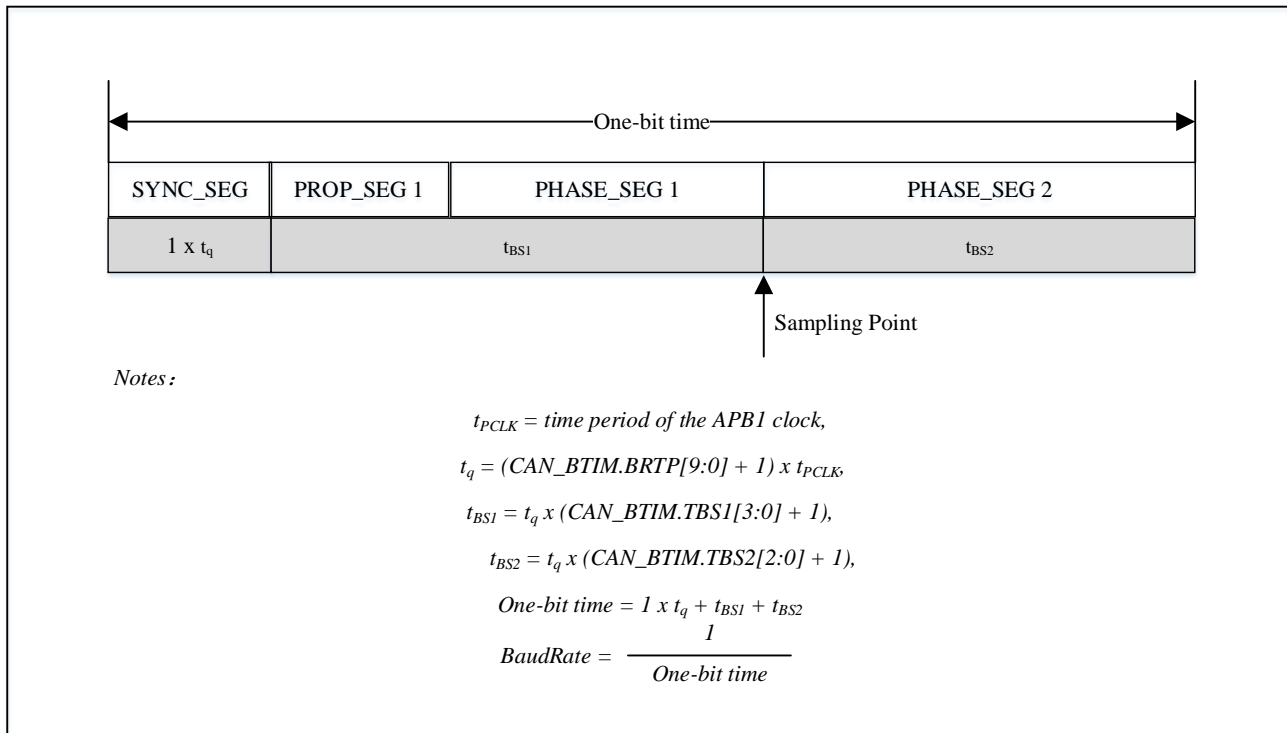 One-bit time
SYNC_SEG PROP_SEG 1 PHASE_SEG 1 PHASE_SEG 2
1 x tq tBS1 tBS2
Sampling Point
Notes：
tPCLK = time period of the APB1 clock,
tq = (CAN_BTIM.BRTP[9:0] + 1) x tPCLK,
tBS1 = tq x (CAN_BTIM.TBS1[3:0] + 1),
tBS2 = tq x (CAN_BTIM.TBS2[2:0] + 1),
One-bit time = 1 x tq + tBS1 + tBS2
1
BaudRate =
One-bit time